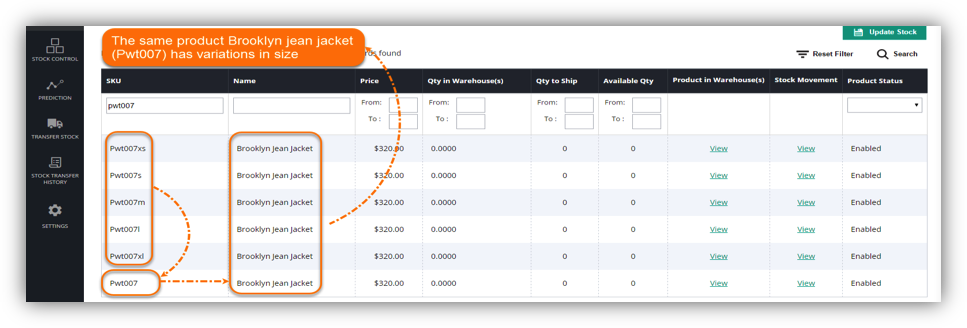 The same product Brooklyn jean jacket
(Pwt007) has variations in size
found
Update Stock
Reset Filter
Search
STOCK CONTROL
PREDICTION
TRANSFER STOCK
STOCK TRANSFER
HISTORY
SETTINGS
SKU Name Price Qty in Warehouse(s) Qty to Ship Available Qty Product in Warehouse(s) Stock Movement Product Status
pwt007 From: From: From: From:
To : To : To : To :
Pwt007xs Brooklyn Jean Jacket $320.00 0.0000 0 0 View View Enabled
Pwt007s Brooklyn Jean Jacket $320.00 0.0000 0 0 View View Enabled
Pwt007m Brooklyn Jean Jacket $320.00 0.0000 0 0 View View Enabled
Pwt007l Brooklyn Jean Jacket $320.00 0.0000 0 0 View View Enabled
Pwt007xl Brooklyn Jean Jacket $320.00 0.0000 0 0 View View Enabled
Pwt007 Brooklyn Jean Jacket $320.00 0.0000 0 0 View View Enabled